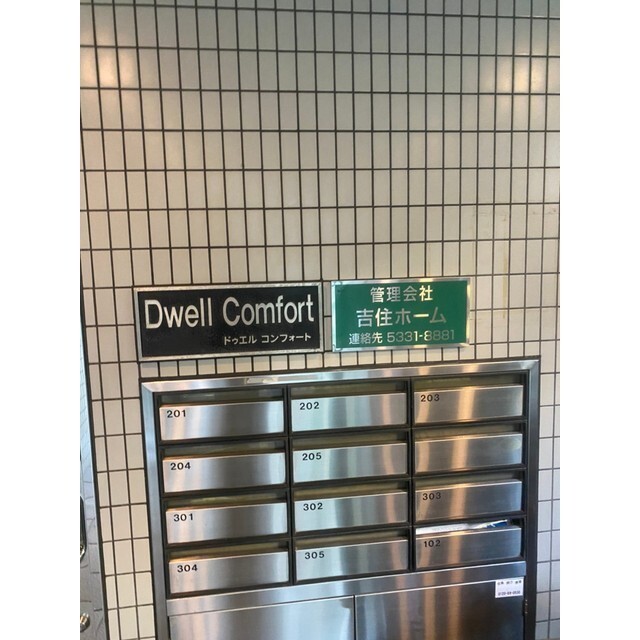 Dwell Comfort
ドゥエル コンフォート
管理会社
吉住ホーム
連絡先 5331-8881
201
202
203
204
205
301
302
303
304
305
102